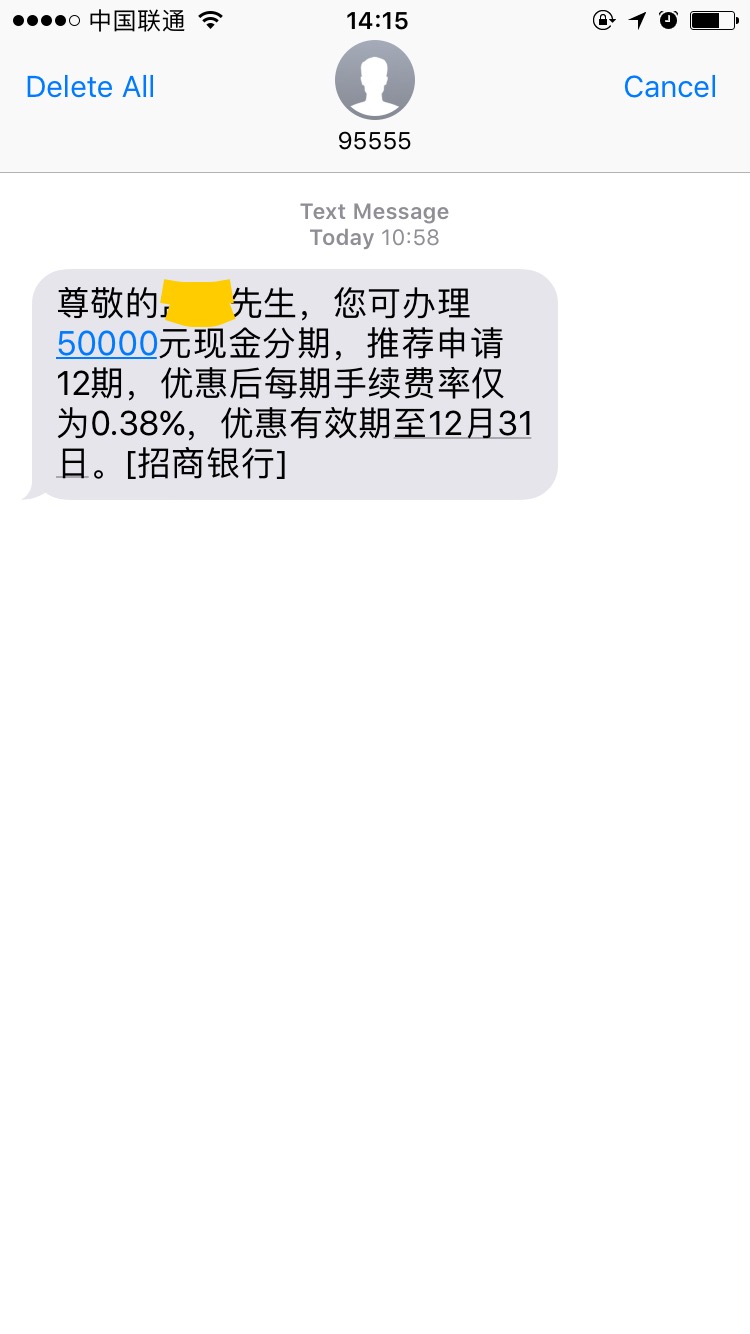 中国联通
14:15
Delete All
Cancel
95555
Text Message
Today 10:58
尊敬的 先生，您可办理
50000元现金分期，推荐申请
12期，优惠后每期手续费率仅
为0.38%，优惠有效期至12月31
日。[招商银行]